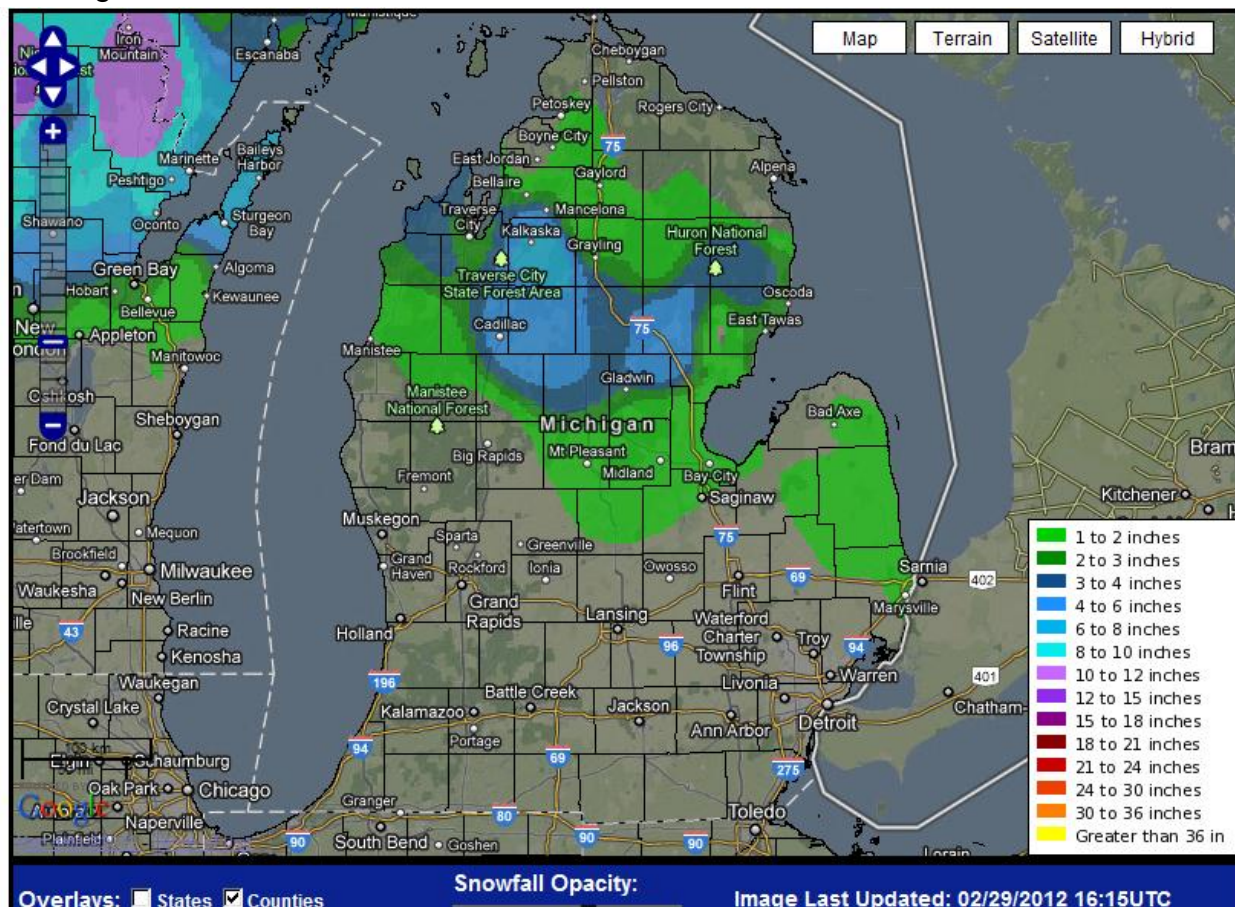 Manistique
Iron Mountain
Escanaba
Cheboygan
Map
Terrain
Satellite
Hybrid
Pellston
Petoskey
Rogers City
Boyne City
75
Marinette
Baileys Harbor
East Jordan
Gaylord
Alpena
Peshtigo
Bellaire
Shawano
Oconto
Sturgeon Bay
Traverse City
Mancelona
Kalkaska
Grayling
Huron National Forest
Green Bay
Algoma
Traverse City State Forest Area
Hobart
Kewaunee
Bellevue
Oscoda
New London
Appleton
Cadillac
75
East Tawas
Manitowoc
Manistee
Oshkosh
Gladwin
Manistee National Forest
Sheboygan
Michigan
Bad Axe
Fond du Lac
Big Rapids
Mt Pleasant
Midland
Bay City
Fremont
Saginaw
Kitchener
Jackson
Muskegon
Mequon
Sparta
Greenville
75
Brookfield
Grand Haven
Rockford
Ionia
Owosso
Flint
69
Sarnia
402
Milwaukee
Waukesha
New Berlin
Grand Rapids
Lansing
Marysville
43
Racine
Holland
96
Waterford
Charter Township
Troy
94
Kenosha
Warren
401
Waukegan
196
Battle Creek
Livonia
Crystal Lake
Kalamazoo
Jackson
Ann Arbor
Detroit
Chatham-
Portage
94
69
100 km
Elgin
Schaumburg
275
Oak Park
Chicago
Google
Granger
80
Toledo
Naperville
Plainfield
90
South Bend
Goshen
90
90
Lorain
1 to 2 inches
2 to 3 inches
3 to 4 inches
4 to 6 inches
6 to 8 inches
8 to 10 inches
10 to 12 inches
12 to 15 inches
15 to 18 inches
18 to 21 inches
21 to 24 inches
24 to 30 inches
30 to 36 inches
Greater than 36 in
Overlays: States Counties
Snowfall Opacity:
Image Last Updated: 02/29/2012 16:15UTC